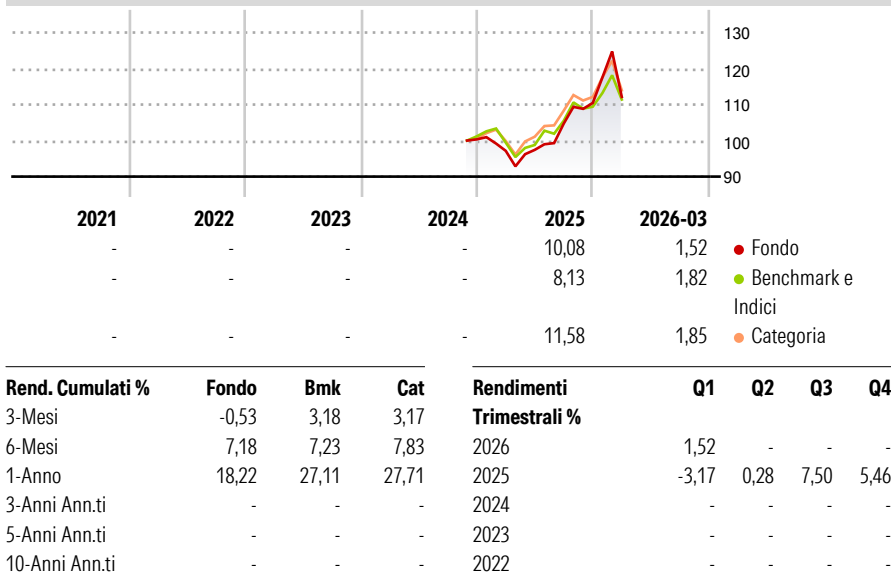 130
120
110
100
90
2021 2022 2023 2024 2025 2026-03
- - - - 10,08 1,52 Fondo
- - - - 8,13 1,82 Benchmark e
Indici
- - - - 11,58 1,85 Categoria
Rend. Cumulati % Fondo Bmk Cat
3-Mesi -0,53 3,18 3,17
6-Mesi 7,18 7,23 7,83
1-Anno 18,22 27,11 27,71
3-Anni Ann.ti - - -
5-Anni Ann.ti - - -
10-Anni Ann.ti - - -
Rendimenti Q1 Q2 Q3 Q4
Trimestrali %
2026 1,52 - - -
2025 -3,17 0,28 7,50 5,46
2024 - - - -
2023 - - - -
2022 - - - -